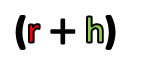 (r + h)